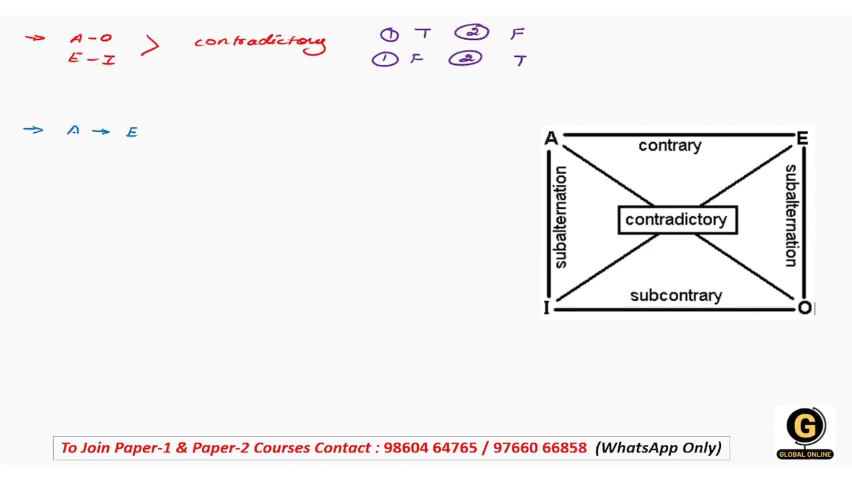 → A - O > contradictory ① T ② F
E - I ① F ② T
→ A → E
A E
contrary
subalternation
subalternation
contradictory
subcontrary
I O
G
GLOBAL ONLINE
To Join Paper-1 & Paper-2 Courses Contact : 98604 64765 / 97660 66858 (WhatsApp Only)